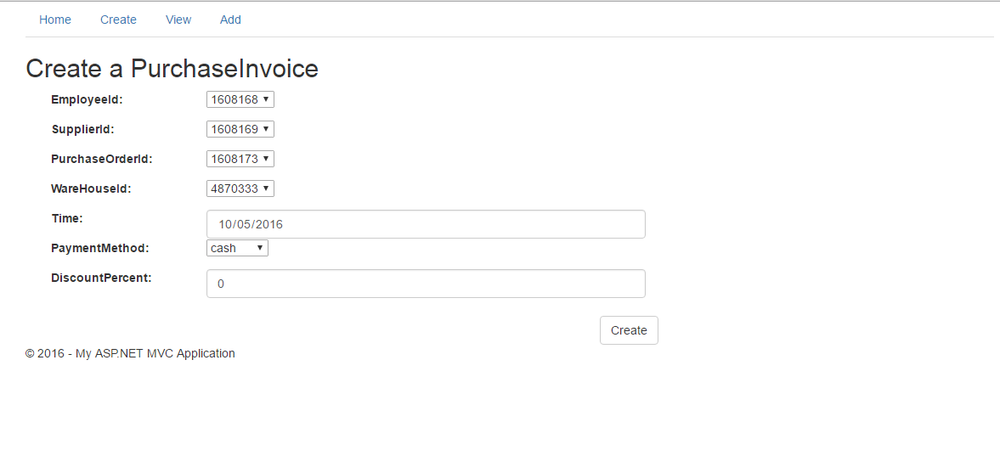 Home Create View Add
Create a PurchaseInvoice
EmployeeId: 1608168
SupplierId: 1608169
PurchaseOrderId: 1608173
WareHouseId: 4870333
Time: 10/05/2016
PaymentMethod: cash
DiscountPercent: 0
Create
© 2016 - My ASP.NET MVC Application